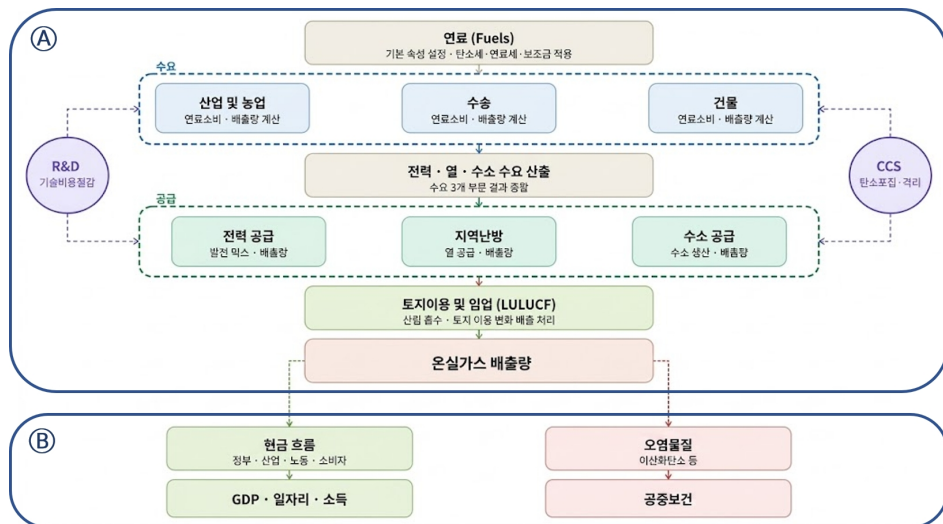 Ⓐ
연료 (Fuels)
기본 속성 설정 · 탄소세·연료세·보조금 적용
수요
산업 및 농업
연료소비 · 배출량 계산
수송
연료소비 · 배출량 계산
건물
연료소비 · 배출량 계산
R&D
기술비용절감
CCS
탄소포집·격리
전력 · 열 · 수소 수요 산출
수요 3개 부문 결과 종활
공급
전력 공급
발전 믹스 · 배출량
지역난방
열 공급 · 배출량
수소 공급
수소 생산 · 배출량
토지이용 및 임업 (LULUCF)
산림 흡수 · 토지 이용 변화 배출 처리
온실가스 배출량
Ⓑ
현금 흐름
정부 · 산업 · 노동 · 소비자
GDP · 일자리 · 소득
오염물질
이산화탄소 등
공중보건